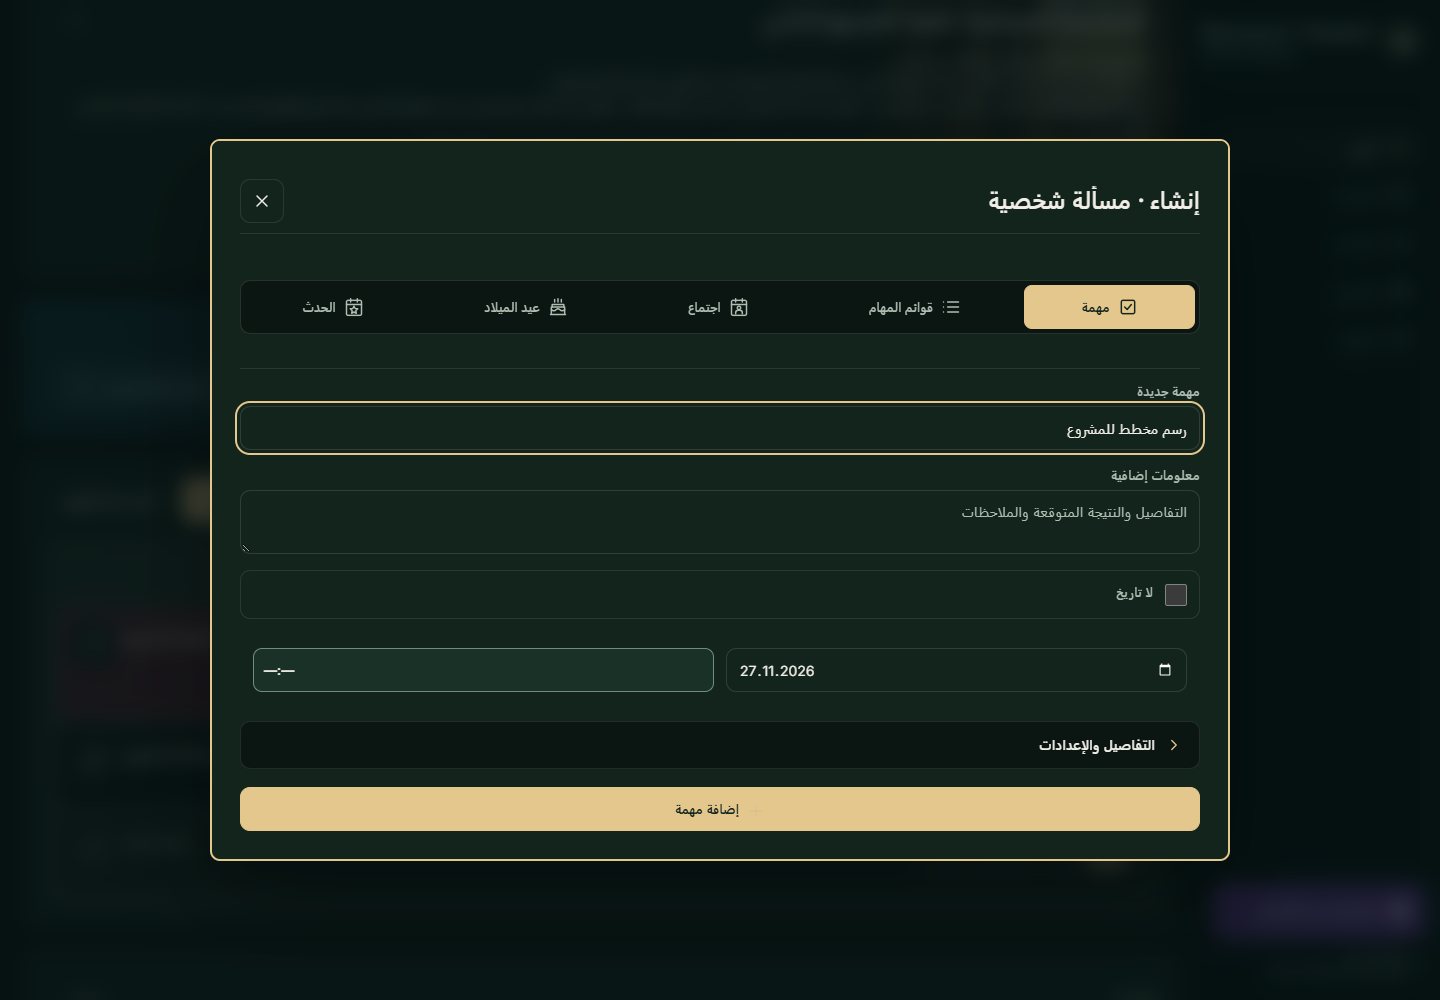 إنشاء · مسألة شخصية
مهمة
قوائم المهام
اجتماع
عيد الميلاد
الحدث
مهمة جديدة
رسم مخطط للمشروع
معلومات إضافية
التفاصيل والنتيجة المتوقعة والملاحظات
لا تاريخ
27.11.2026
--:--
التفاصيل والإعدادات
إضافة مهمة